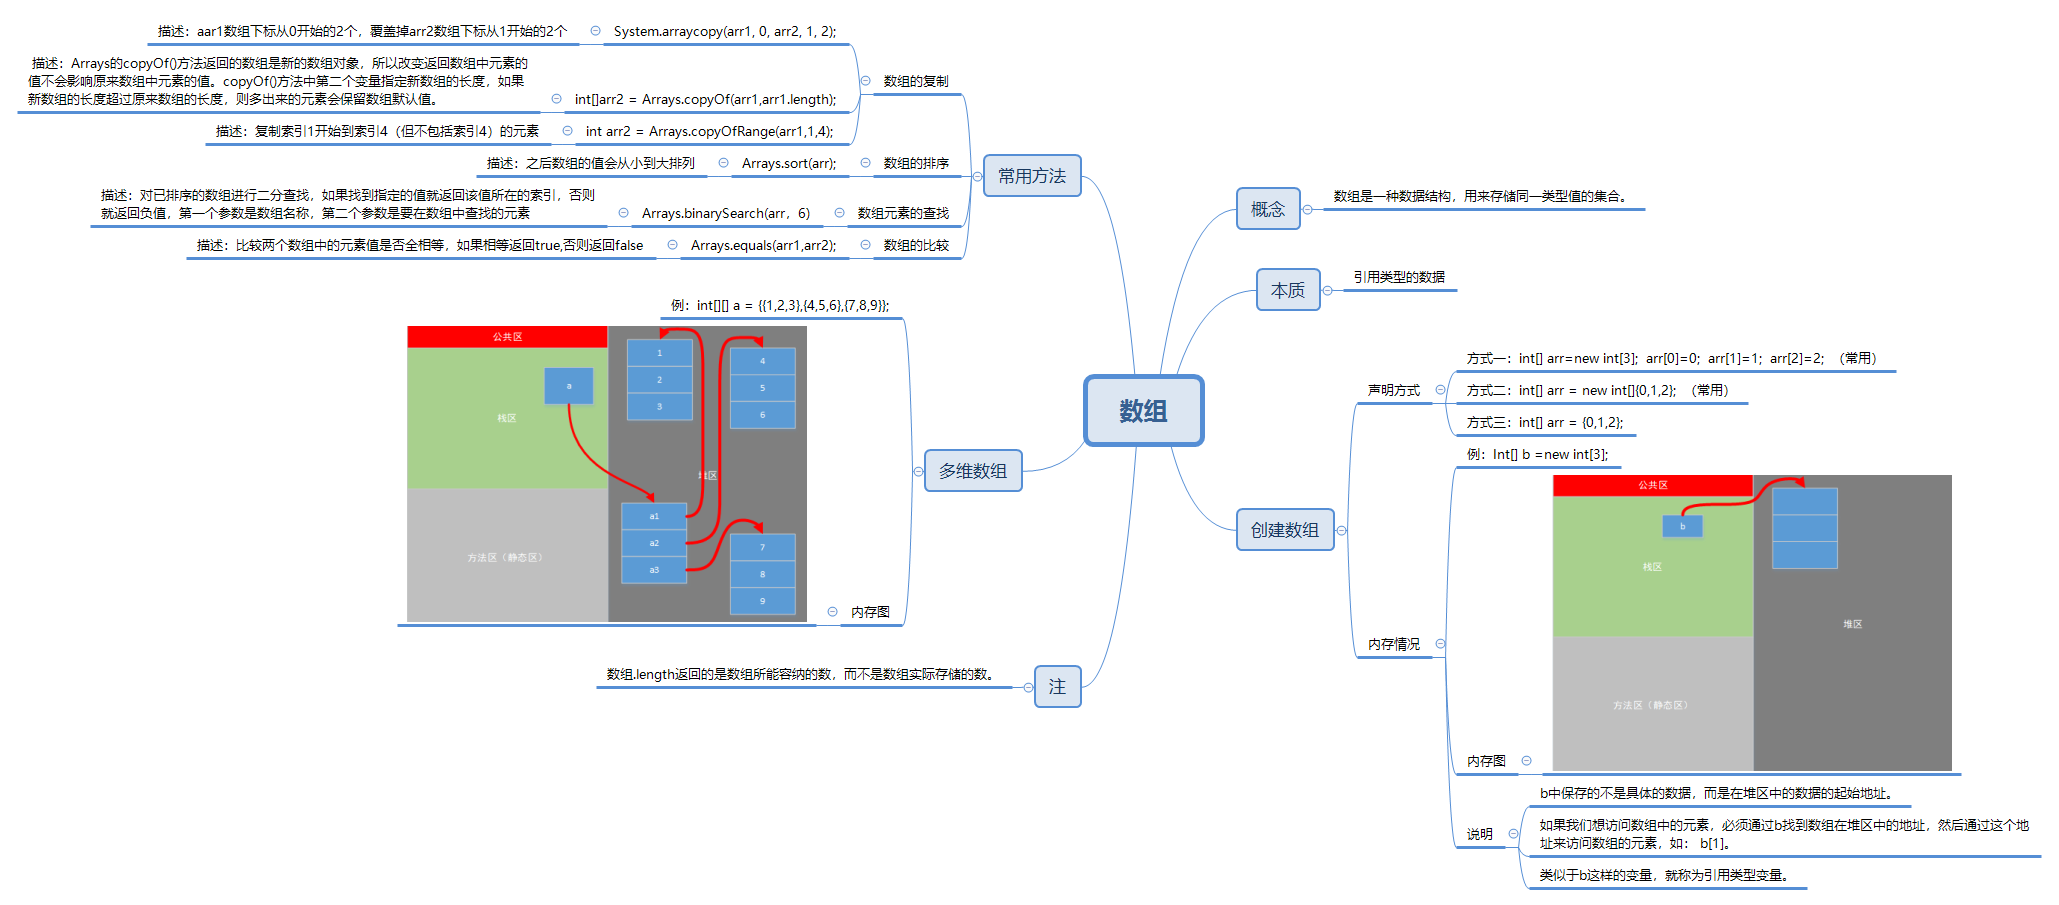 数组
概念
数组是一种数据结构，用来存储同一类型值的集合。
本质
引用类型的数据
创建数组
声明方式
方式一：int[] arr=new int[3]; arr[0]=0; arr[1]=1; arr[2]=2; （常用）
方式二：int[] arr = new int[]{0,1,2}; （常用）
方式三：int[] arr = {0,1,2};
内存情况
例：Int[] b =new int[3];
内存图
公共区
b
栈区
堆区
方法区（静态区）
说明
b中保存的不是具体的数据，而是在堆区中的数据的起始地址。
如果我们想访问数组中的元素，必须通过b找到数组在堆区中的地址，然后通过这个地
址来访问数组的元素，如： b[1]。
类似于b这样的变量，就称为引用类型变量。
常用方法
数组的复制
System.arraycopy(arr1, 0, arr2, 1, 2);
描述：aar1数组下标从0开始的2个，覆盖掉arr2数组下标从1开始的2个
int[]arr2 = Arrays.copyOf(arr1,arr1.length);
描述：Arrays的copyOf()方法返回的数组是新的数组对象，所以改变返回数组中元素的
值不会影响原来数组中元素的值。copyOf()方法中第二个变量指定新数组的长度，如果
新数组的长度超过原来数组的长度，则多出来的元素会保留数组默认值。
int arr2 = Arrays.copyOfRange(arr1,1,4);
描述：复制索引1开始到索引4（但不包括索引4）的元素
数组的排序
Arrays.sort(arr);
描述：之后数组的值会从小到大排列
数组元素的查找
Arrays.binarySearch(arr，6)
描述：对已排序的数组进行二分查找，如果找到指定的值就返回该值所在的索引，否则
就返回负值，第一个参数是数组名称，第二个参数是要在数组中查找的元素
数组的比较
Arrays.equals(arr1,arr2);
描述：比较两个数组中的元素值是否全相等，如果相等返回true,否则返回false
多维数组
例：int[][] a = {{1,2,3},{4,5,6},{7,8,9}};
内存图
公共区
a
栈区
方法区（静态区）
堆区
1
2
3
4
5
6
a1
a2
a3
7
8
9
注
数组.length返回的是数组所能容纳的数，而不是数组实际存储的数。